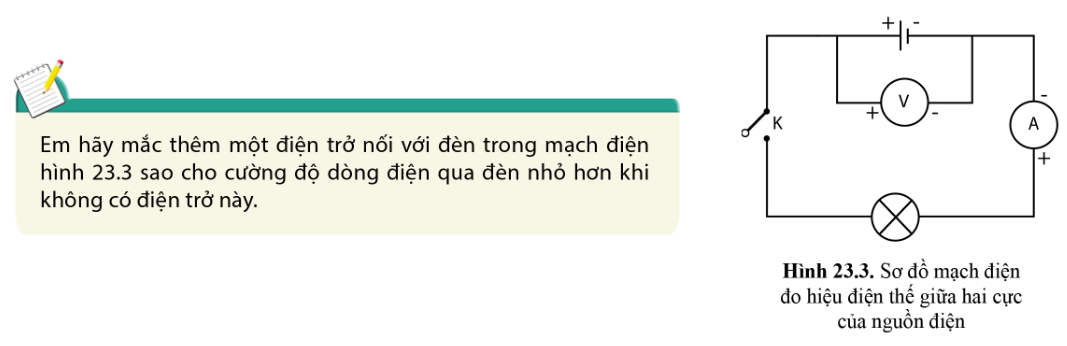 Em hãy mắc thêm một điện trở nối với đèn trong mạch điện
hình 23.3 sao cho cường độ dòng điện qua đèn nhỏ hơn khi
không có điện trở này.
+ -
V
+ -
K
-
A
+
Hình 23.3. Sơ đồ mạch điện
đo hiệu điện thế giữa hai cực
của nguồn điện